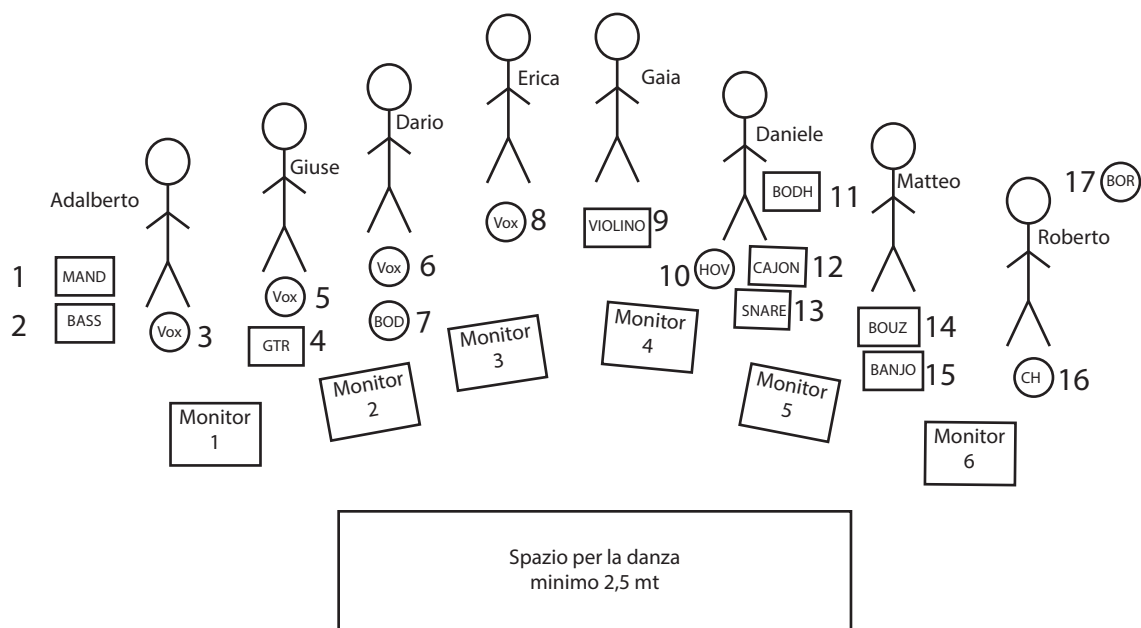 Erica
Gaia
Dario
Daniele
Giuse
Adalberto
Matteo
Roberto
17 BOR
BODH 11
Vox 8
VIOLINO 9
1 MAND
Vox 6
10 HOV
CAJON 12
2 BASS
Vox 3
Vox 5
GTR 4
BOD 7
SNARE 13
BOUZ 14
BANJO 15
CH 16
Monitor
1
Monitor
2
Monitor
3
Monitor
4
Monitor
5
Monitor
6
Spazio per la danza
minimo 2,5 mt